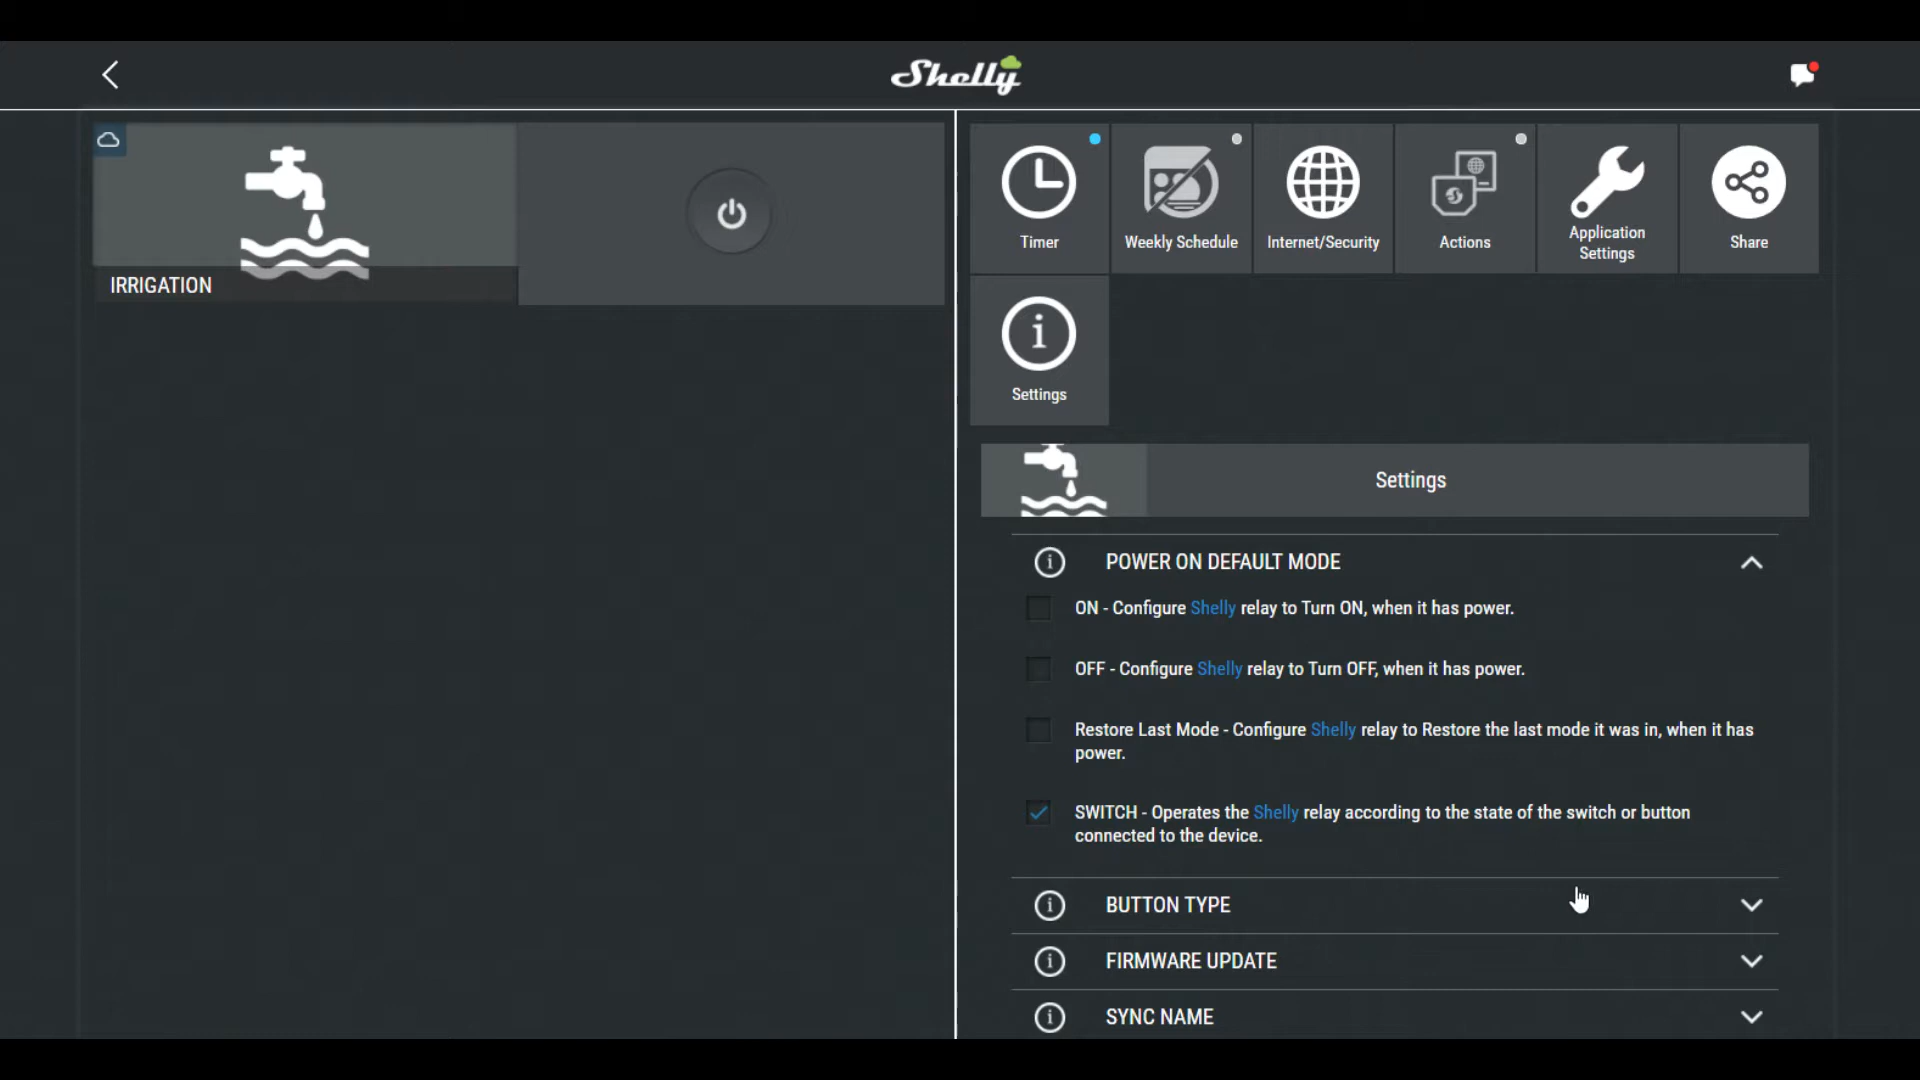 Shelly
IRRIGATION
Timer
Weekly Schedule
Internet/Security
Actions
Application
Settings
Share
Settings
Settings
POWER ON DEFAULT MODE
ON - Configure Shelly relay to Turn ON, when it has power.
OFF - Configure Shelly relay to Turn OFF, when it has power.
Restore Last Mode - Configure Shelly relay to Restore the last mode it was in, when it has
power.
SWITCH - Operates the Shelly relay according to the state of the switch or button
connected to the device.
BUTTON TYPE
FIRMWARE UPDATE
SYNC NAME